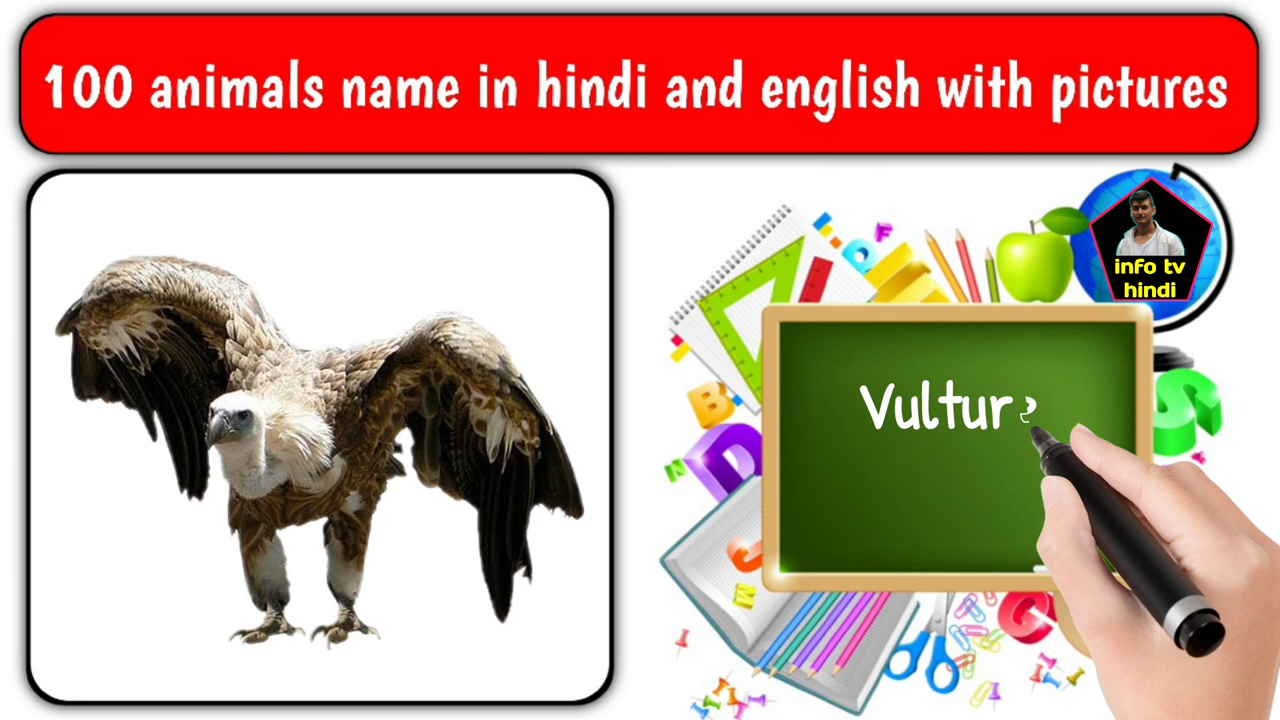 100 animals name in hindi and english with pictures
info tv
hindi
Vultur